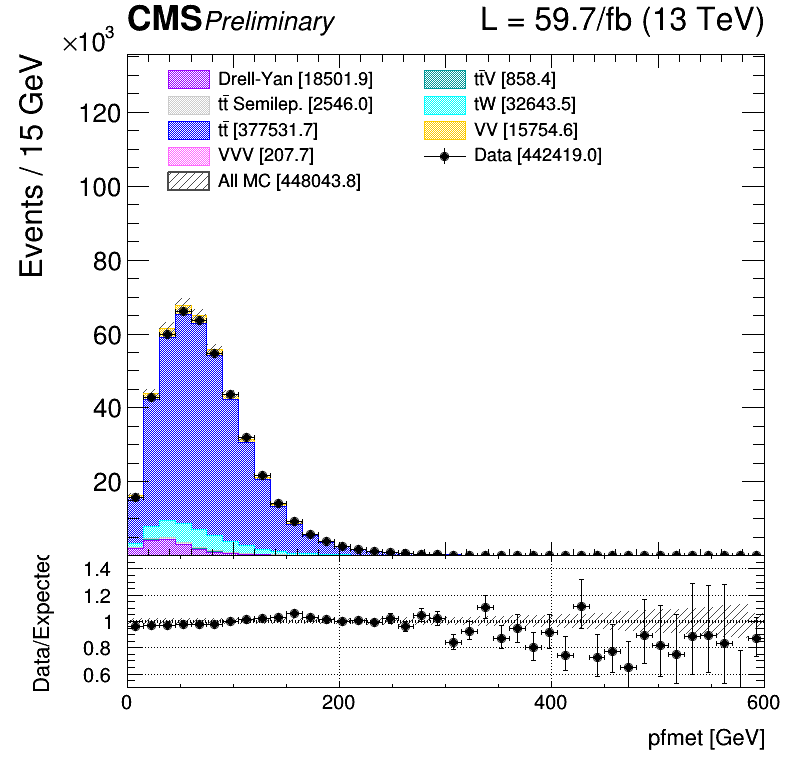 CMS Preliminary L = 59.7/fb (13 TeV)
×10³
Events / 15 GeV
Drell-Yan [18501.9]
tt̄ Semilep. [2546.0]
tt̄ [377531.7]
VVV [207.7]
All MC [448043.8]
tt̄V [858.4]
tW [32643.5]
VV [15754.6]
Data [442419.0]
120
100
80
60
40
20
Data/Expected
1.4
1.2
1
0.8
0.6
0 200 400 600
pfmet [GeV]